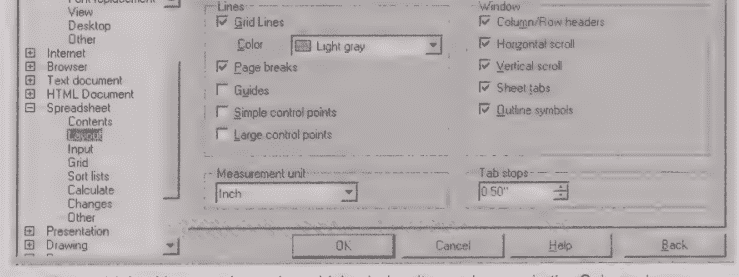 View
Desktop
Other
Internet
Browser
Text document
HTML Document
Spreadsheet
Contents
Layout
Input
Grid
Sort lists
Calculate
Changes
Other
Presentation
Drawing
Lines
Grid Lines
Color
Light gray
Page breaks
Guides
Simple control points
Large control points
Window
Column/Row headers
Horizontal scroll
Vertical scroll
Sheet tabs
Outline symbols
Measurement unit
Inch
Tab stops
0.50"
OK
Cancel
Help
Back